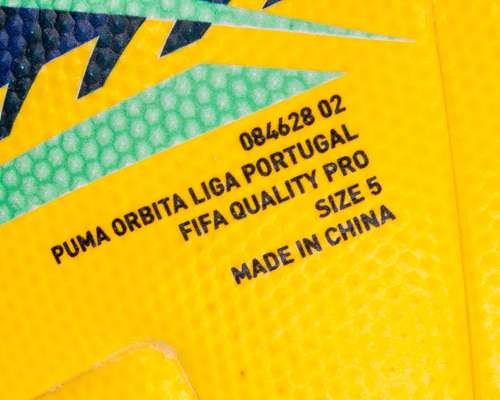 084628 02
PUMA ORBITA LIGA PORTUGAL
FIFA QUALITY PRO
SIZE 5
MADE IN CHINA